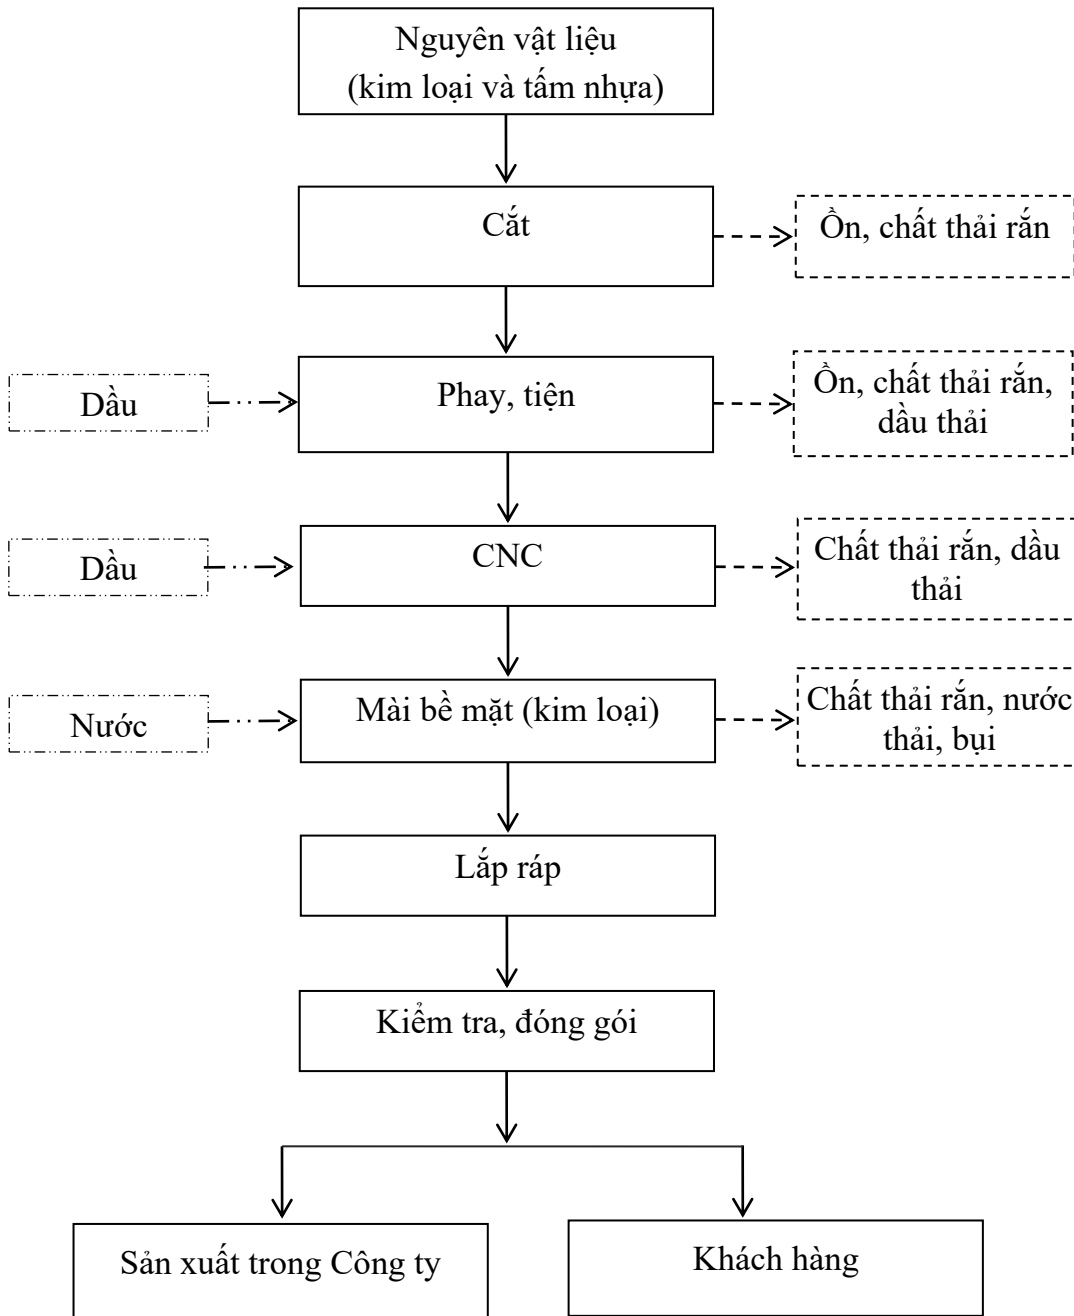 Nguyên vật liệu
(kim loại và tấm nhựa)
Cắt
Ồn, chất thải rắn
Dầu
Phay, tiện
Ồn, chất thải rắn,
dầu thải
Dầu
CNC
Chất thải rắn, dầu
thải
Nước
Mài bề mặt (kim loại)
Chất thải rắn, nước
thải, bụi
Lắp ráp
Kiểm tra, đóng gói
Sản xuất trong Công ty
Khách hàng